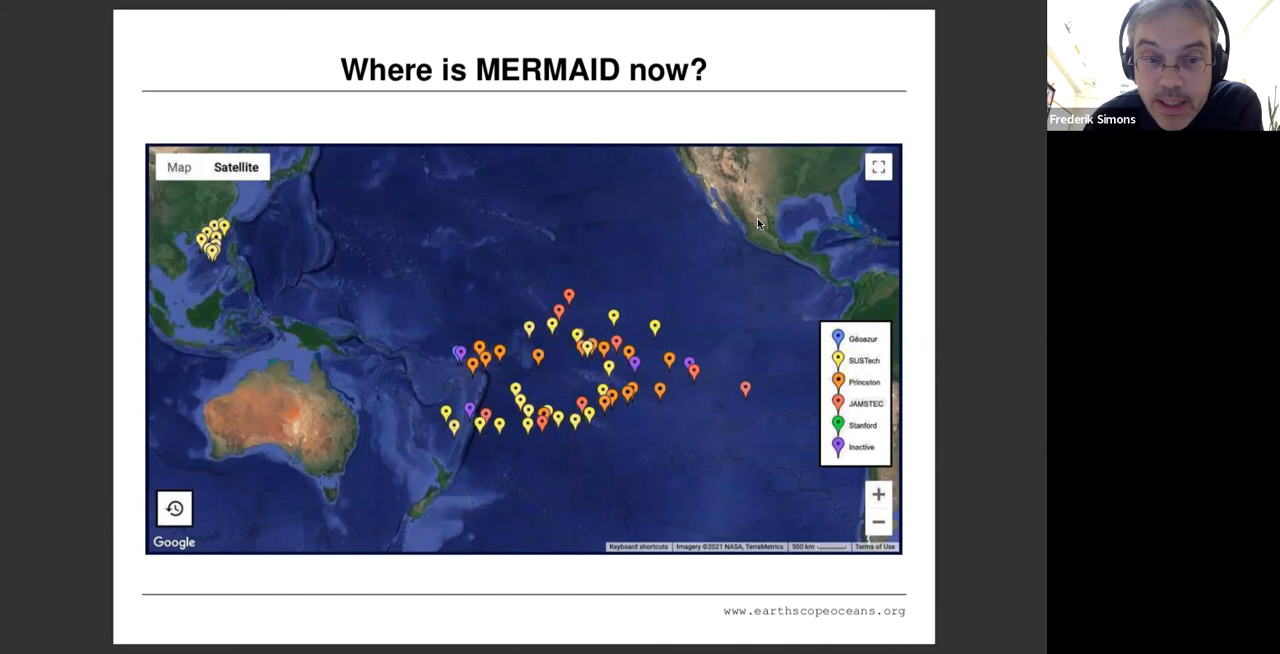 Where is MERMAID now?
Frederik Simons
Map Satellite
Géoazur
SUSTech
Princeton
JAMSTEC
Stanford
Inactive
+
−
Google
Keyboard shortcuts Imagery ©2021 NASA, TerraMetrics 500 km Terms of Use
www.earthscopeoceans.org